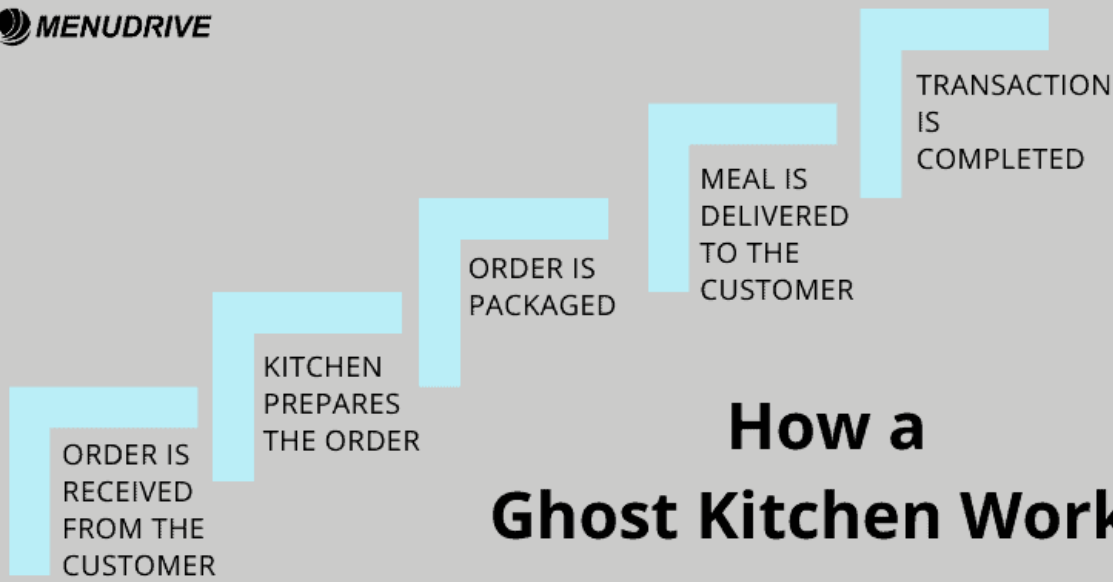 MENUDRIVE
ORDER IS
RECEIVED
FROM THE
CUSTOMER
KITCHEN
PREPARES
THE ORDER
ORDER IS
PACKAGED
MEAL IS
DELIVERED
TO THE
CUSTOMER
TRANSACTION
IS
COMPLETED
How a
Ghost Kitchen Work